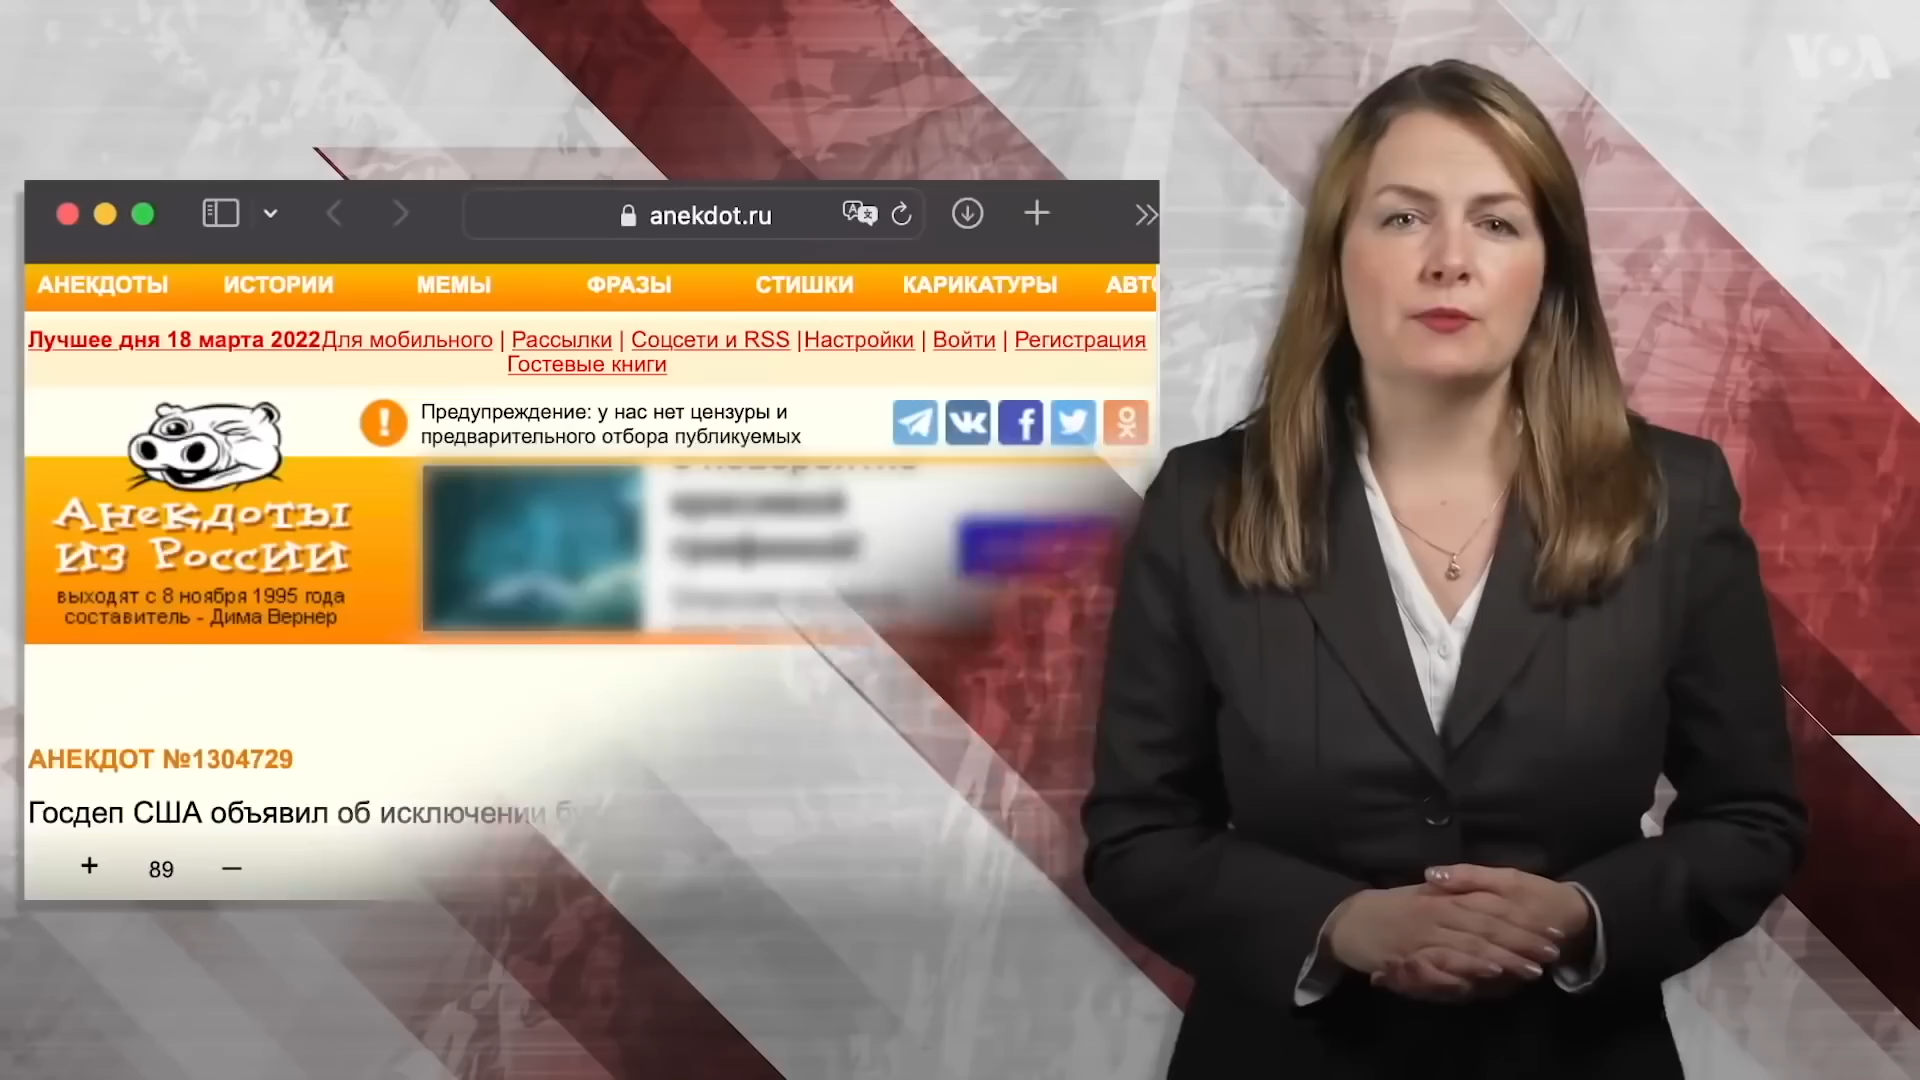 VOA
anekdot.ru
АНЕКДОТЫ ИСТОРИИ МЕМЫ ФРАЗЫ СТИШКИ КАРИКАТУРЫ АВТО
Лучшее дня 18 марта 2022Для мобильного | Рассылки | Соцсети и RSS |Настройки | Войти | Регистрация
Гостевые книги
Предупреждение: у нас нет цензуры и
предварительного отбора публикуемых
Анекдоты
из России
выходят с 8 ноября 1995 года
составитель - Дима Вернер
АНЕКДОТ №1304729
Госдеп США объявил об исключении
+ 89 —